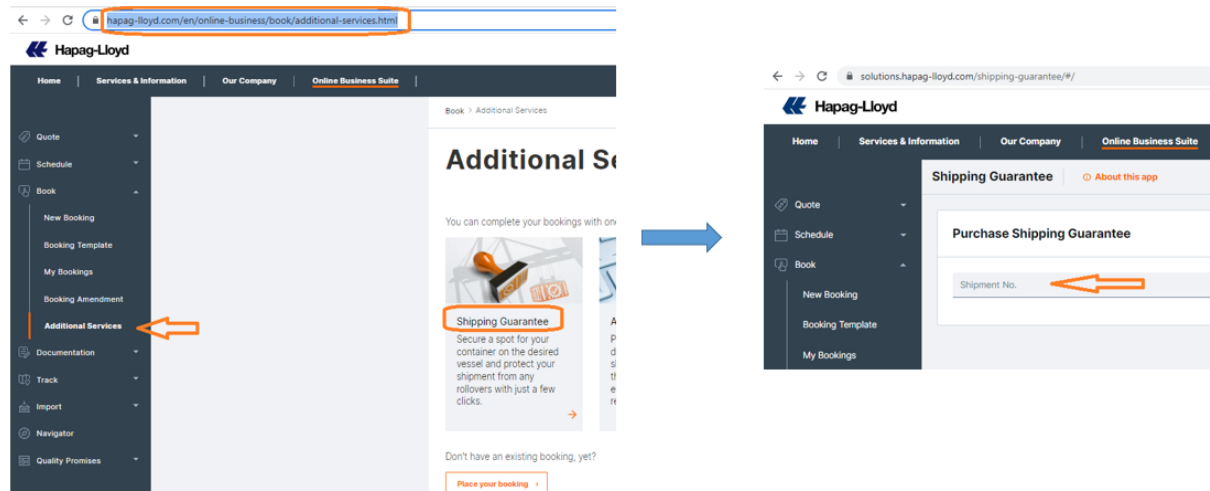 hapag-lloyd.com/en/online-business/book/additional-services.html
Hapag-Lloyd
Home
Services & Information
Our Company
Online Business Suite
Book > Additional Services
Quote
Schedule
Book
New Booking
Booking Template
My Bookings
Booking Amendment
Additional Services
Documentation
Track
Import
Navigator
Quality Promises
Additional
You can complete your bookings with
Shipping Guarantee
Secure a spot for your
container on the desired
vessel and protect your
shipment from any
rollovers with just a few
clicks.
Don't have an existing booking, yet?
Place your booking
solutions.hapag-lloyd.com/shipping-guarantee/#/
Hapag-Lloyd
Home
Services & Information
Our Company
Online Business Suite
Shipping Guarantee
About this app
Quote
Schedule
Book
New Booking
Booking Template
My Bookings
Purchase Shipping Guarantee
Shipment No.